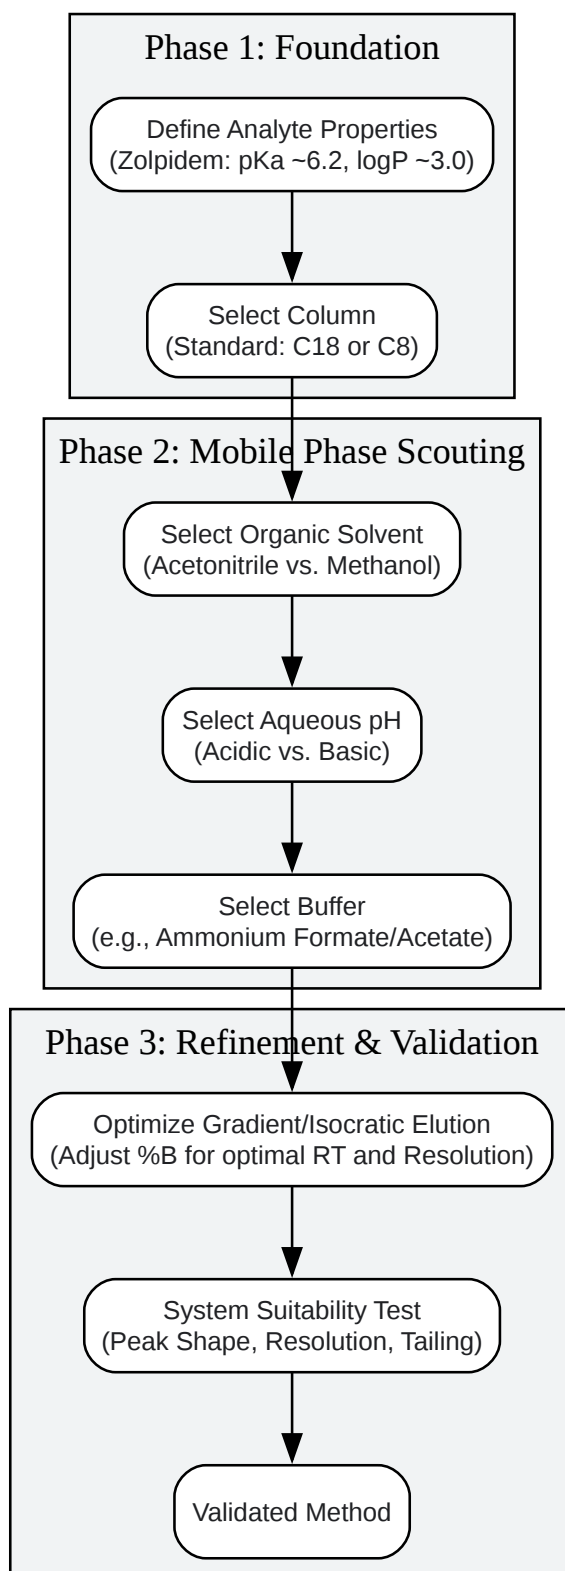 Phase 1: Foundation
Define Analyte Properties
(Zolpidem: pKa ~6.2, logP ~3.0)
Select Column
(Standard: C18 or C8)
Phase 2: Mobile Phase Scouting
Select Organic Solvent
(Acetonitrile vs. Methanol)
Select Aqueous pH
(Acidic vs. Basic)
Select Buffer
(e.g., Ammonium Formate/Acetate)
Phase 3: Refinement & Validation
Optimize Gradient/Isocratic Elution
(Adjust %B for optimal RT and Resolution)
System Suitability Test
(Peak Shape, Resolution, Tailing)
Validated Method